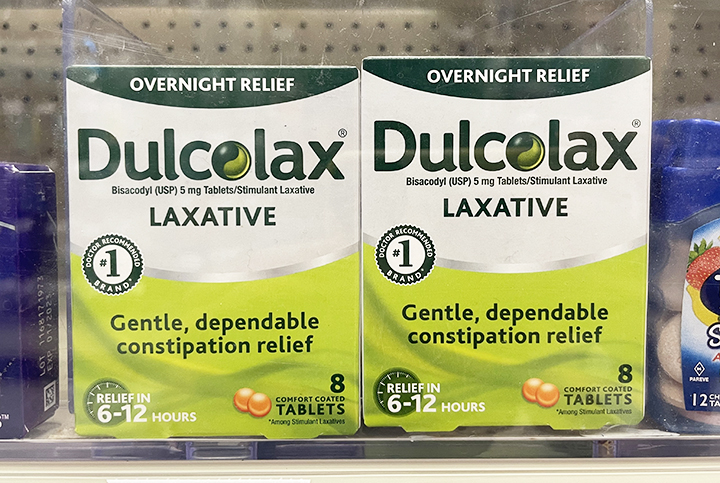 OVERNIGHT RELIEF
Dulcolax®
Bisacodyl (USP) 5 mg Tablets/Stimulant Laxative
LAXATIVE
DOCTOR RECOMMENDED
#1
BRAND*
Gentle, dependable
constipation relief
RELIEF IN
6-12 HOURS
8
COMFORT COATED
TABLETS
*Among Stimulant Laxatives
OVERNIGHT RELIEF
Dulcolax®
Bisacodyl (USP) 5 mg Tablets/Stimulant Laxative
LAXATIVE
DOCTOR RECOMMENDED
#1
BRAND*
Gentle, dependable
constipation relief
RELIEF IN
6-12 HOURS
8
COMFORT COATED
TABLETS
*Among Stimulant Laxatives
PAREVE